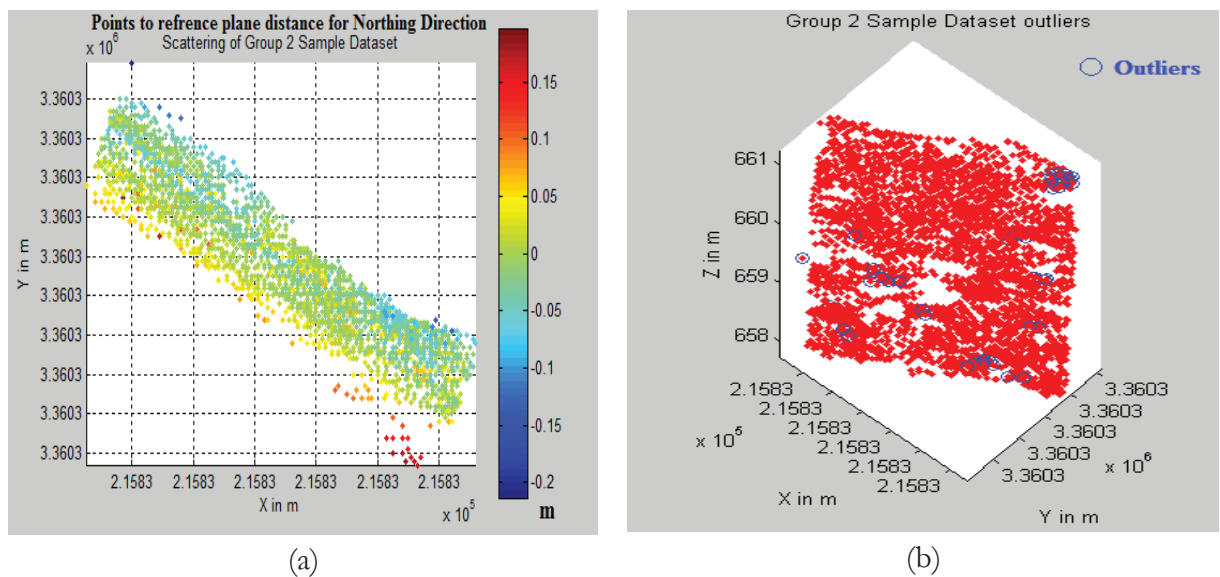 Points to refrence plane distance for Northing Direction
Scattering of Group 2 Sample Dataset
x 10^6
3.3603
3.3603
3.3603
3.3603
3.3603
3.3603
3.3603
3.3603
3.3603
3.3603
Y in m
2.1583 2.1583 2.1583 2.1583 2.1583 2.1583
X in m
x 10^5
0.15
0.1
0.05
0
-0.05
-0.1
-0.15
-0.2
m
(a)
Group 2 Sample Dataset outliers
Outliers
661
660
659
658
Z in m
2.1583
2.1583
2.1583
2.1583
2.1583
x 10^5
X in m
3.3603
3.3603
3.3603
3.3603
3.3603
x 10^6
Y in m
(b)